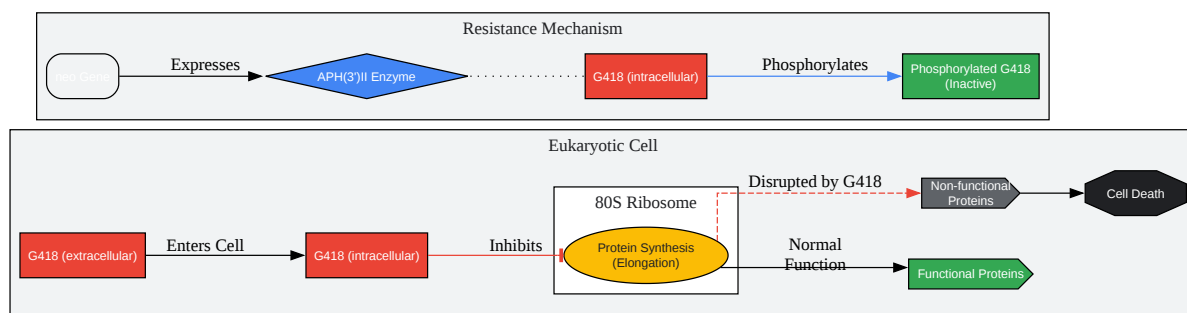 Resistance Mechanism
neo Gene
Expresses
APH(3')II Enzyme
G418 (intracellular)
Phosphorylates
Phosphorylated G418
(Inactive)
Eukaryotic Cell
G418 (extracellular)
Enters Cell
G418 (intracellular)
Inhibits
80S Ribosome
Protein Synthesis
(Elongation)
Disrupted by G418
Non-functional
Proteins
Cell Death
Normal
Function
Functional Proteins